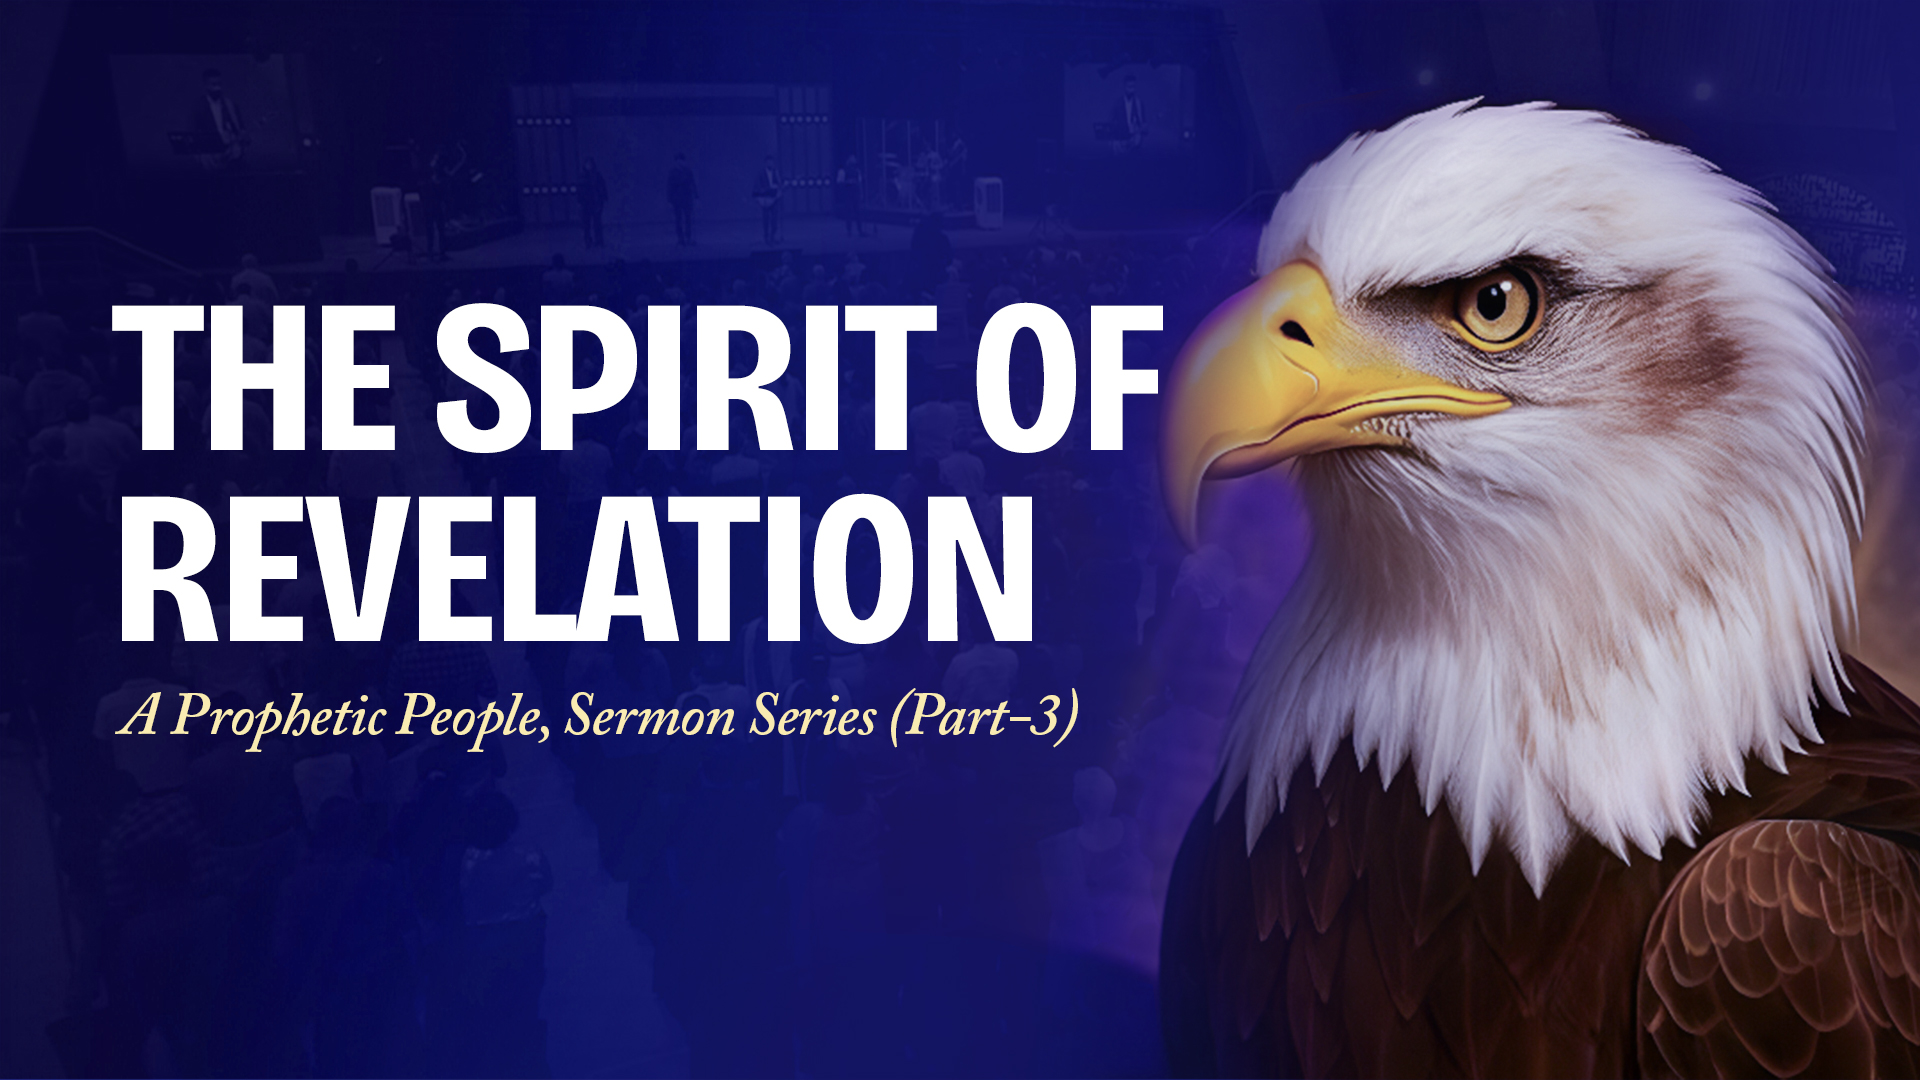 THE SPIRIT OF
REVELATION
A Prophetic People, Sermon Series (Part-3)